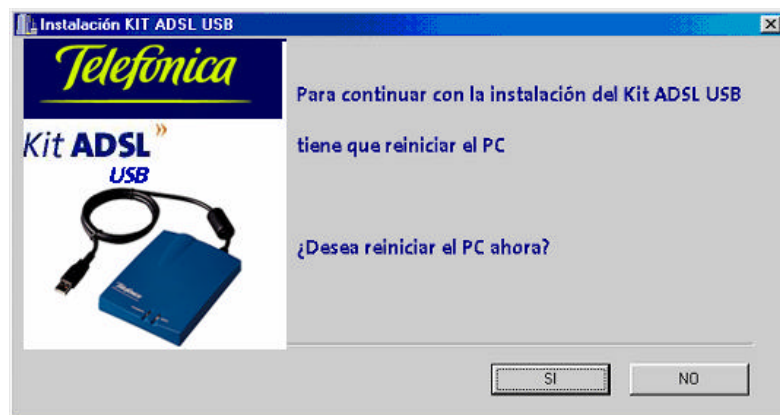 Instalación KIT ADSL USB
Telefónica
Kit ADSL»
USB
Telefónica
Para continuar con la instalación del Kit ADSL USB
tiene que reiniciar el PC
¿Desea reiniciar el PC ahora?
SI
NO